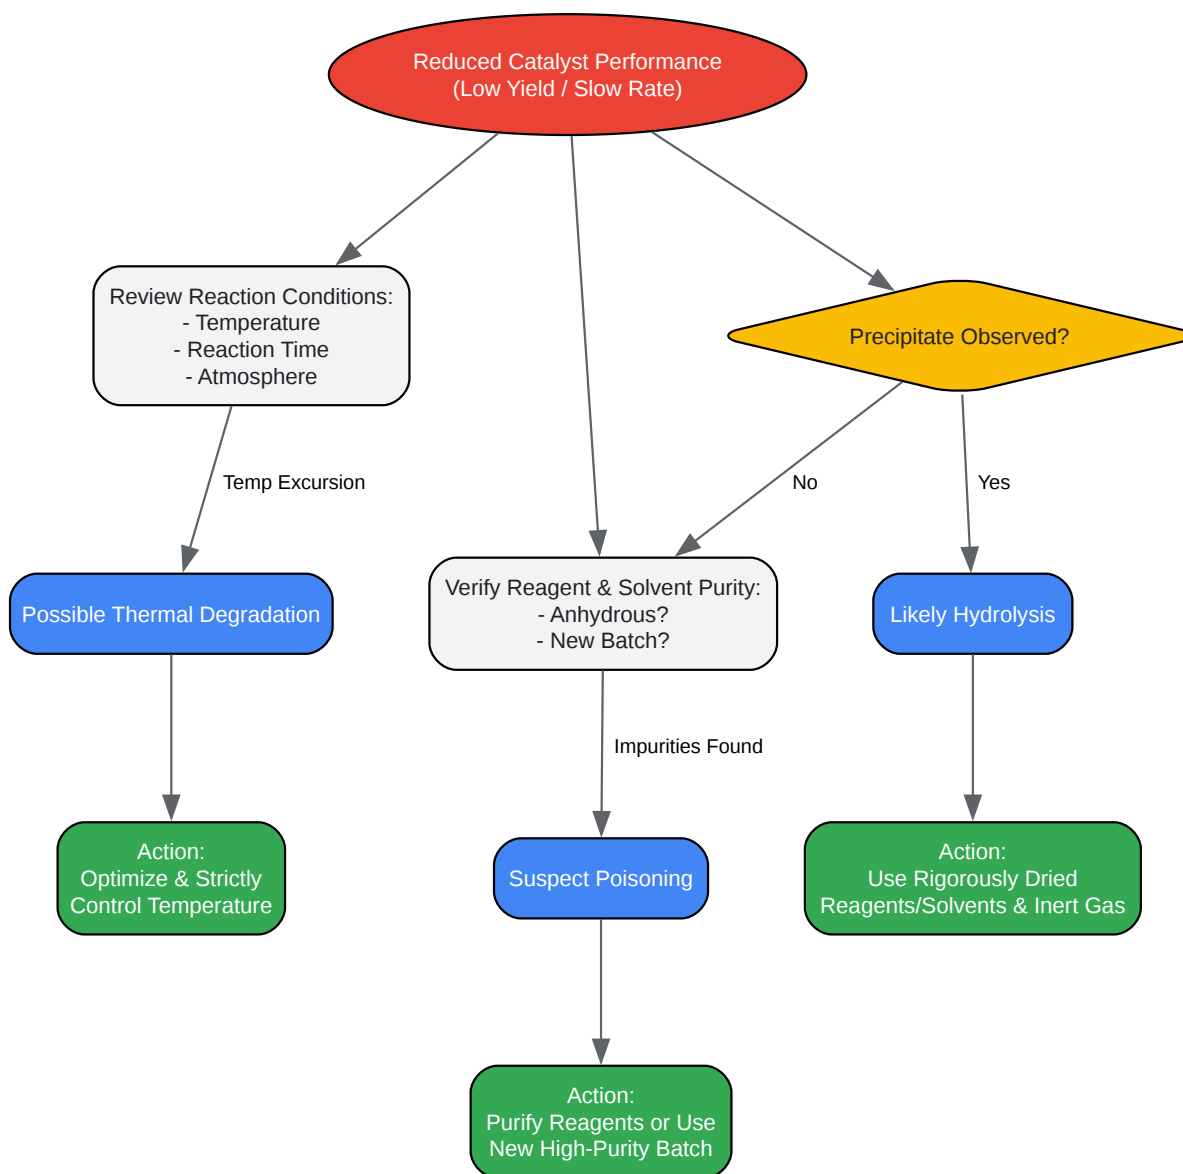 Reduced Catalyst Performance
(Low Yield / Slow Rate)
Review Reaction Conditions:
- Temperature
- Reaction Time
- Atmosphere
Precipitate Observed?
Temp Excursion
No
Yes
Possible Thermal Degradation
Verify Reagent & Solvent Purity:
- Anhydrous?
- New Batch?
Likely Hydrolysis
Impurities Found
Action:
Optimize & Strictly
Control Temperature
Suspect Poisoning
Action:
Use Rigorously Dried
Reagents/Solvents & Inert Gas
Action:
Purify Reagents or Use
New High-Purity Batch